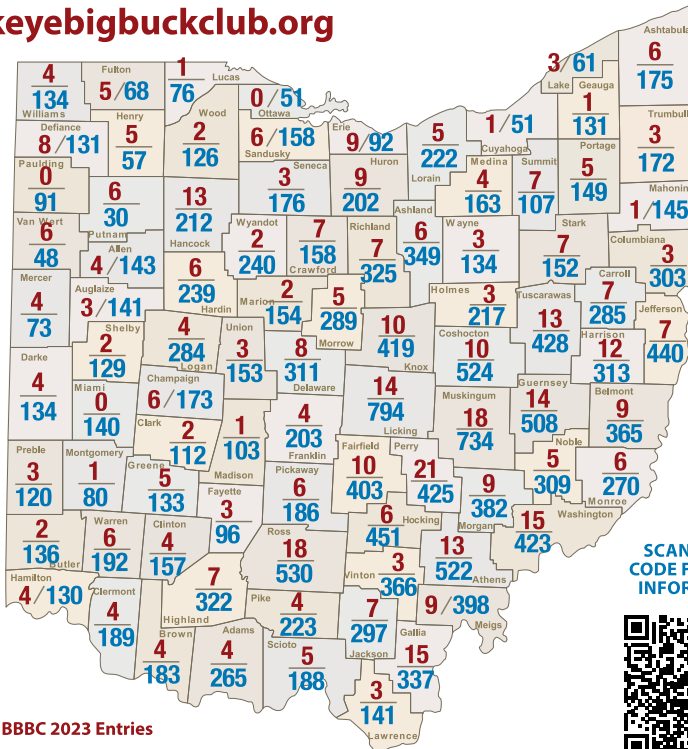 keyebigbuckclub.org
Williams 4 134
Fulton 5/68
Lucas 1 76
Ottawa 0/51
Defiance 8/131
Henry 5 57
Wood 2 126
Sandusky 6/158
Erie 9/92
Lorain 5 222
Cuyahoga 1/51
Lake 3/61
Geauga 1 131
Ashtabul 6 175
Trumbull 3 172
Paulding 0 91
Putnam 6 30
Hancock 13 212
Seneca 3 176
Huron 9 202
Medina 4 163
Summit 7 107
Portage 5 149
Mahonin 1/145
Van Wert 6 48
Allen 4/143
Wyandot 2 240
Crawford 7 158
Richland 7 325
Ashland 6 349
Wayne 3 134
Stark 7 152
Columbiana 3 303
Mercer 4 73
Auglaize 3/141
Hardin 6 239
Marion 2 154
Morrow 5 289
Holmes 3 217
Tuscarawas 13 428
Carroll 7 285
Jefferson 7 440
Darke 4 134
Shelby 2 129
Logan 4 284
Union 3 153
Delaware 8 311
Knox 10 419
Coshocton 10 524
Harrison 12 313
Miami 0 140
Champaign 6/173
Clark 2 112
Madison 1 103
Franklin 4 203
Licking 14 794
Muskingum 18 734
Guernsey 14 508
Belmont 9 365
Preble 3 120
Montgomery 1 80
Greene 5 133
Fayette 3 96
Pickaway 6 186
Fairfield 10 403
Perry 21 425
Morgan 9 382
Noble 5 309
Monroe 6 270
Butler 2 136
Warren 6 192
Clinton 4 157
Ross 18 530
Hocking 6 451
Athens 13 522
Washington 15 423
Hamilton 4/130
Clermont 4 189
Highland 7 322
Pike 4 223
Vinton 3 366
Meigs 9/398
Brown 4 183
Adams 4 265
Scioto 5 188
Jackson 7 297
Gallia 15 337
Lawrence 3 141
SCAN
CODE F
INFOR
BBBC 2023 Entries